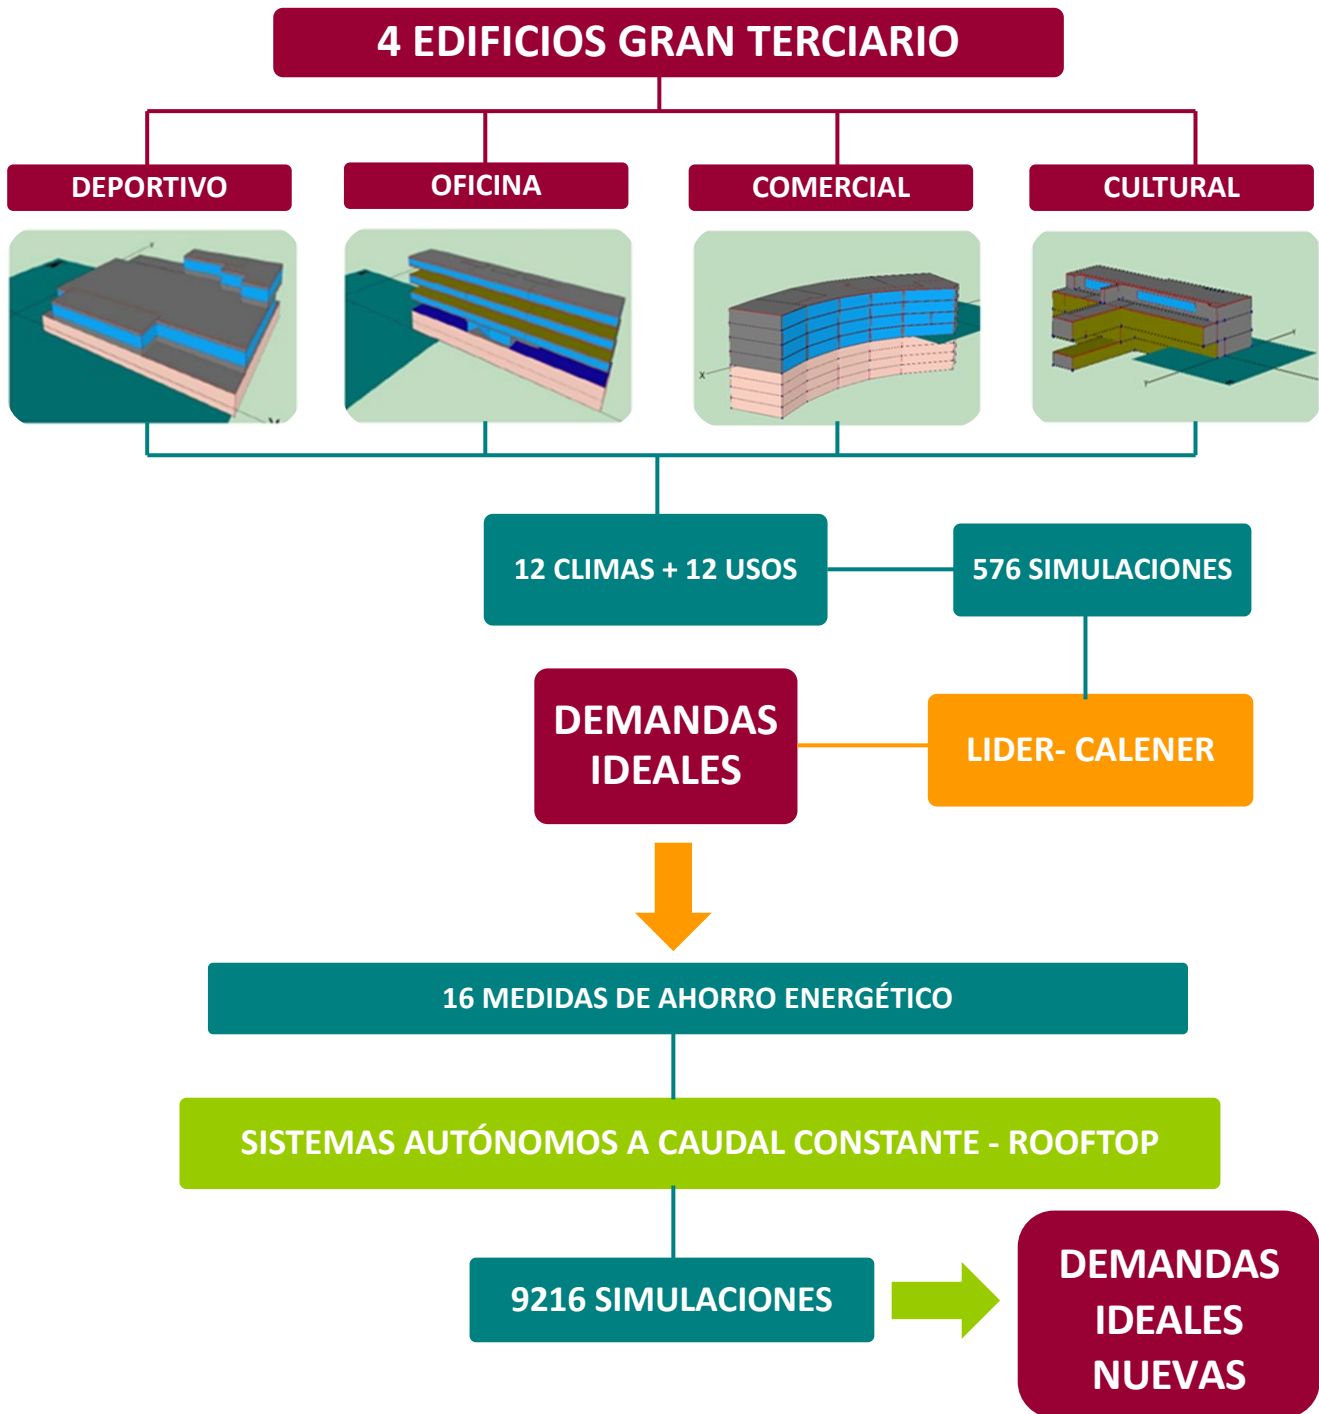 4 EDIFICIOS GRAN TERCIARIO
DEPORTIVO
OFICINA
COMERCIAL
CULTURAL
12 CLIMAS + 12 USOS
576 SIMULACIONES
DEMANDAS
IDEALES
LIDER- CALENER
16 MEDIDAS DE AHORRO ENERGÉTICO
SISTEMAS AUTÓNOMOS A CAUDAL CONSTANTE - ROOFTOP
9216 SIMULACIONES
DEMANDAS
IDEALES
NUEVAS